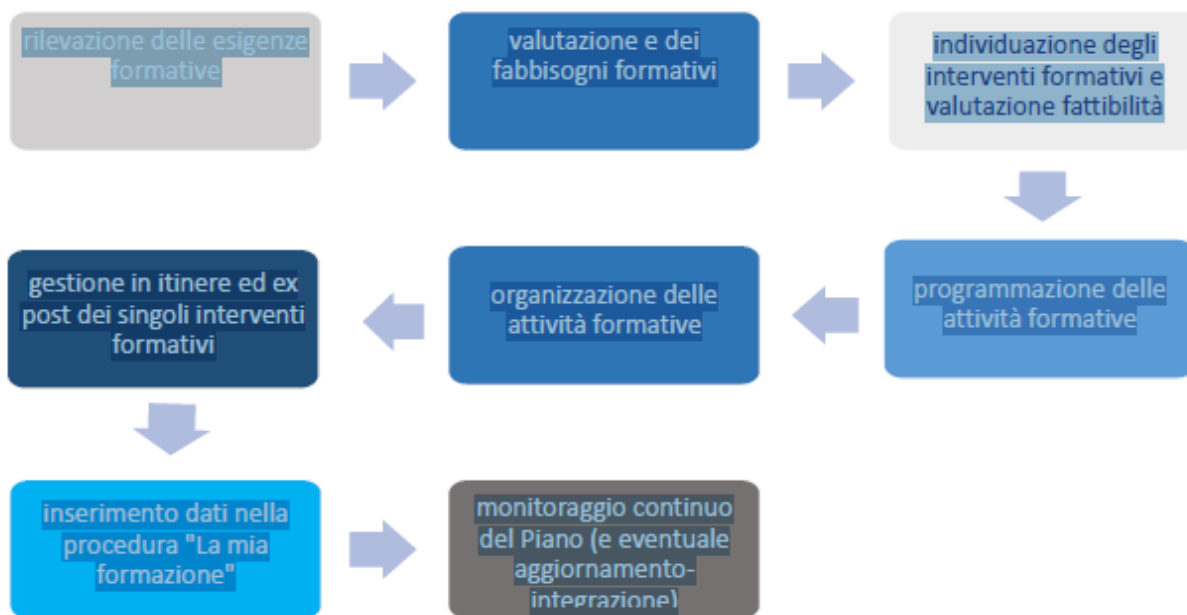 rilevazione delle esigenze
formative
valutazione e dei
fabbisogni formativi
individuazione degli
interventi formativi e
valutazione fattibilità
programmazione delle
attività formative
organizzazione delle
attività formative
gestione in itinere ed ex
post dei singoli interventi
formativi
inserimento dati nella
procedura "La mia
formazione"
monitoraggio continuo
del Piano (e eventuale
aggiornamento-
integrazione)